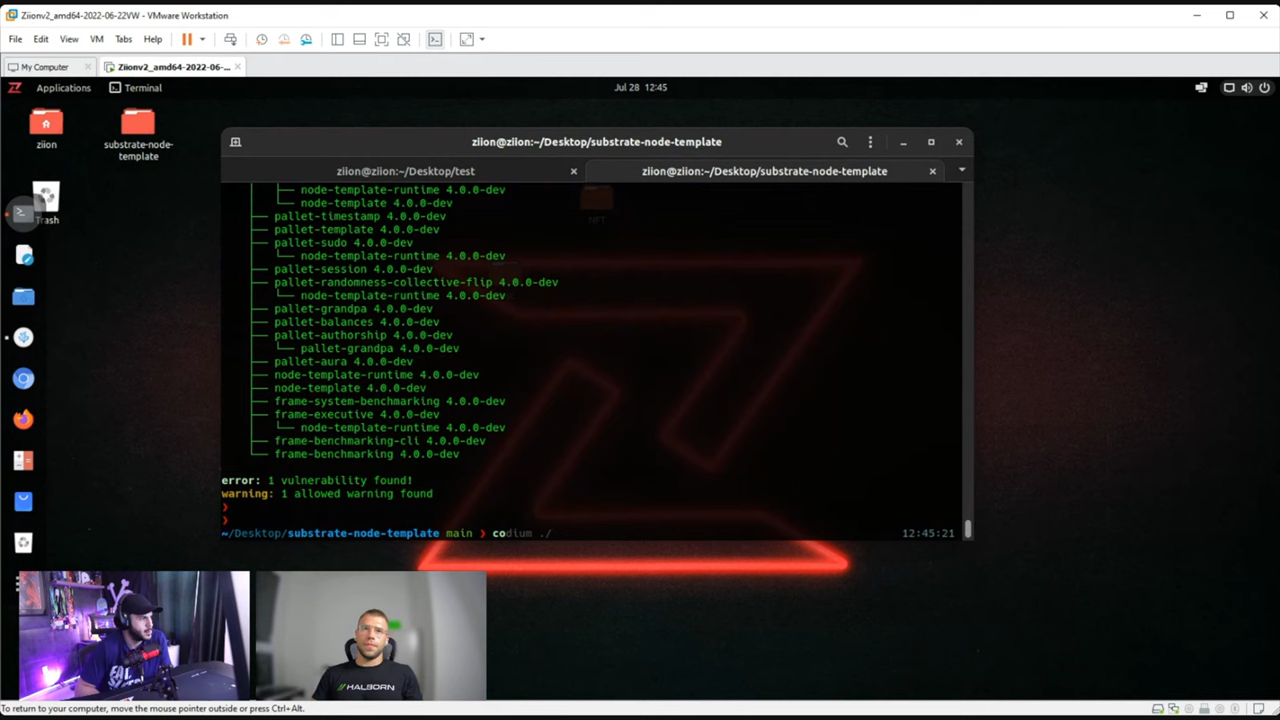 Ziionv2_amd64-2022-06-22VW - VMware Workstation
File Edit View VM Tabs Help
My Computer
Ziionv2_amd64-2022-06-...
Applications
Terminal
Jul 28 12:45
ziion
substrate-node-template
Trash
ziion@ziion:~/Desktop/substrate-node-template
ziion@ziion:~/Desktop/test
ziion@ziion:~/Desktop/substrate-node-template
NFT
├── node-template-runtime 4.0.0-dev
└── node-template 4.0.0-dev
├── pallet-timestamp 4.0.0-dev
├── pallet-template 4.0.0-dev
├── pallet-sudo 4.0.0-dev
│ └── node-template-runtime 4.0.0-dev
├── pallet-session 4.0.0-dev
├── pallet-randomness-collective-flip 4.0.0-dev
│ └── node-template-runtime 4.0.0-dev
├── pallet-grandpa 4.0.0-dev
├── pallet-balances 4.0.0-dev
├── pallet-authorship 4.0.0-dev
│ └── pallet-grandpa 4.0.0-dev
├── pallet-aura 4.0.0-dev
├── node-template-runtime 4.0.0-dev
├── node-template 4.0.0-dev
├── frame-system-benchmarking 4.0.0-dev
├── frame-executive 4.0.0-dev
│ └── node-template-runtime 4.0.0-dev
├── frame-benchmarking-cli 4.0.0-dev
└── frame-benchmarking 4.0.0-dev
error: 1 vulnerability found!
warning: 1 allowed warning found
❯
❯
~/Desktop/substrate-node-template main ❯ codium ./ 12:45:21
HALBORN
To return to your computer, move the mouse pointer outside or press Ctrl+Alt.